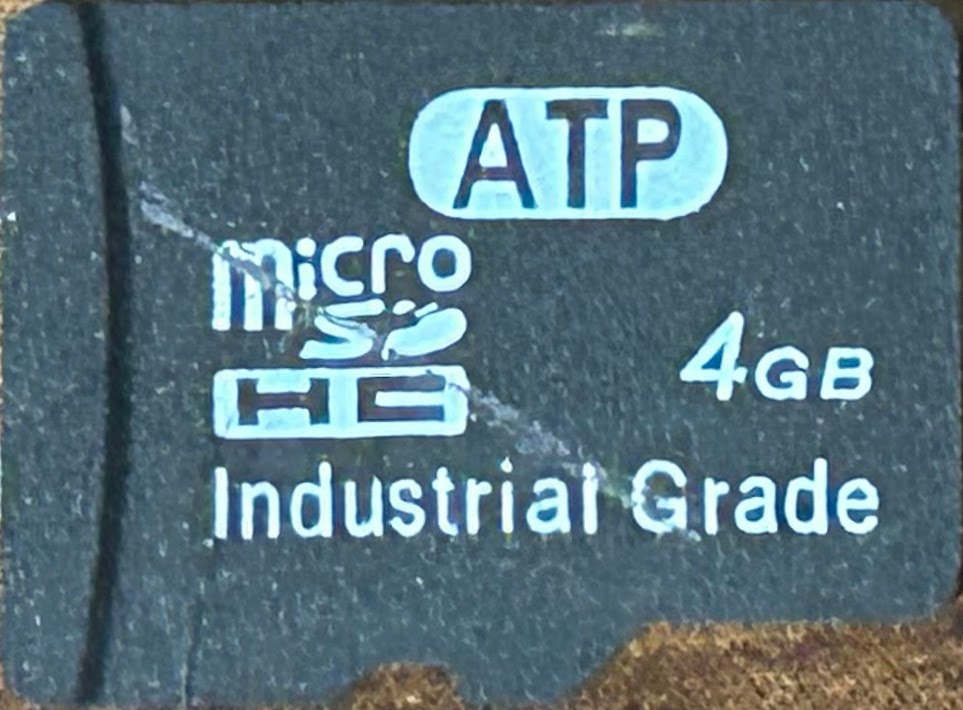 ATP
micro
SD
HC
4GB
Industrial Grade